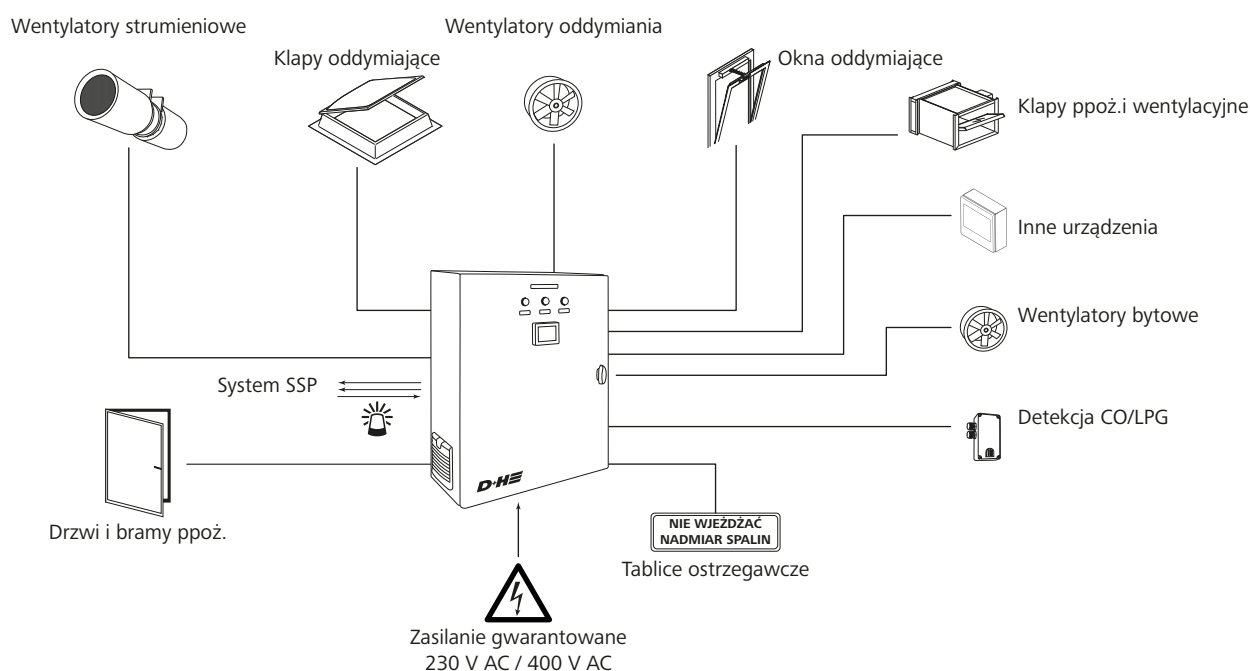 Wentylatory strumieniowe
Wentylatory oddymiania
Klapy oddymiające
Okna oddymiające
Klapy ppoż.i wentylacyjne
Inne urządzenia
Wentylatory bytowe
System SSP
Detekcja CO/LPG
D+H
Drzwi i bramy ppoż.
NIE WJEŻDŻAĆ
NADMIAR SPALIN
Tablice ostrzegawcze
Zasilanie gwarantowane
230 V AC / 400 V AC